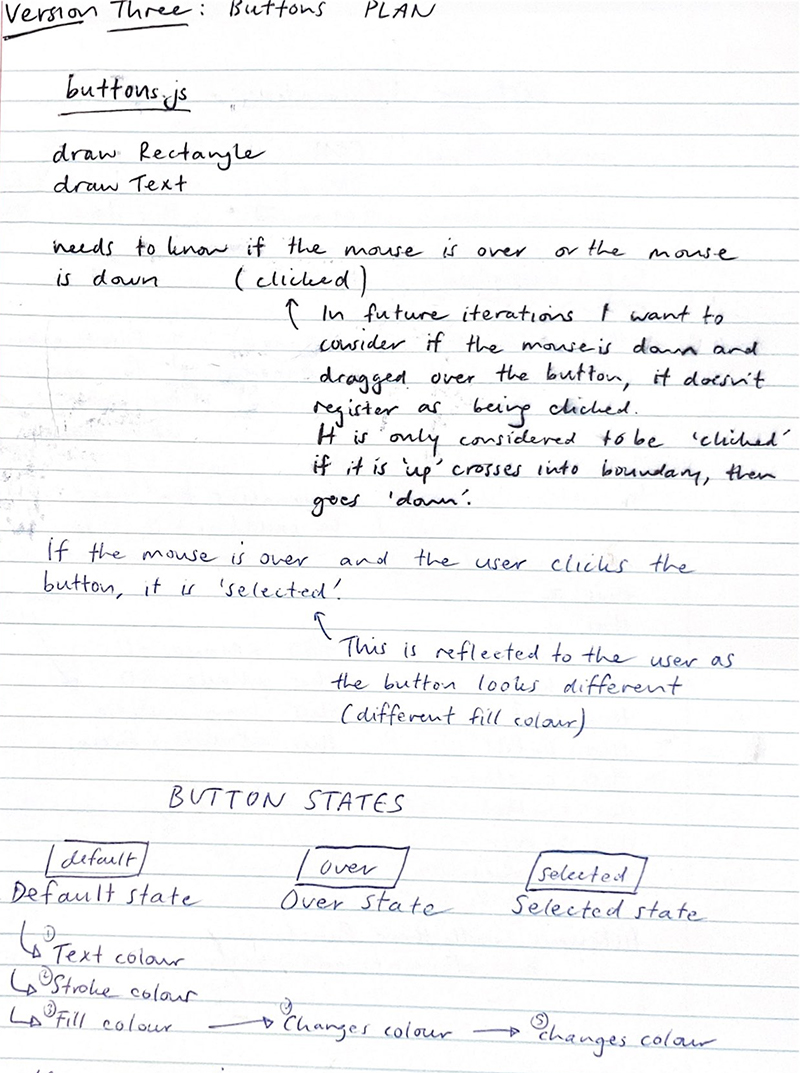 Version Three: Buttons PLAN
buttons.js
draw Rectangle
draw Text
needs to know if the mouse is over or the mouse
is down (clicked)
In future iterations I want to
consider if the mouse is down and
dragged over the button, it doesn't
register as being clicked.
It is only considered to be 'clicked'
if it is 'up' crosses into boundary, then
goes 'down'.
If the mouse is over and the user clicks the
button, it is 'selected'.
This is reflected to the user as
the button looks different
(different fill colour)
BUTTON STATES
default over selected
Default state Over state Selected state
① Text colour
② Stroke colour
③ Fill colour → ④ Changes colour → ⑤ Changes colour